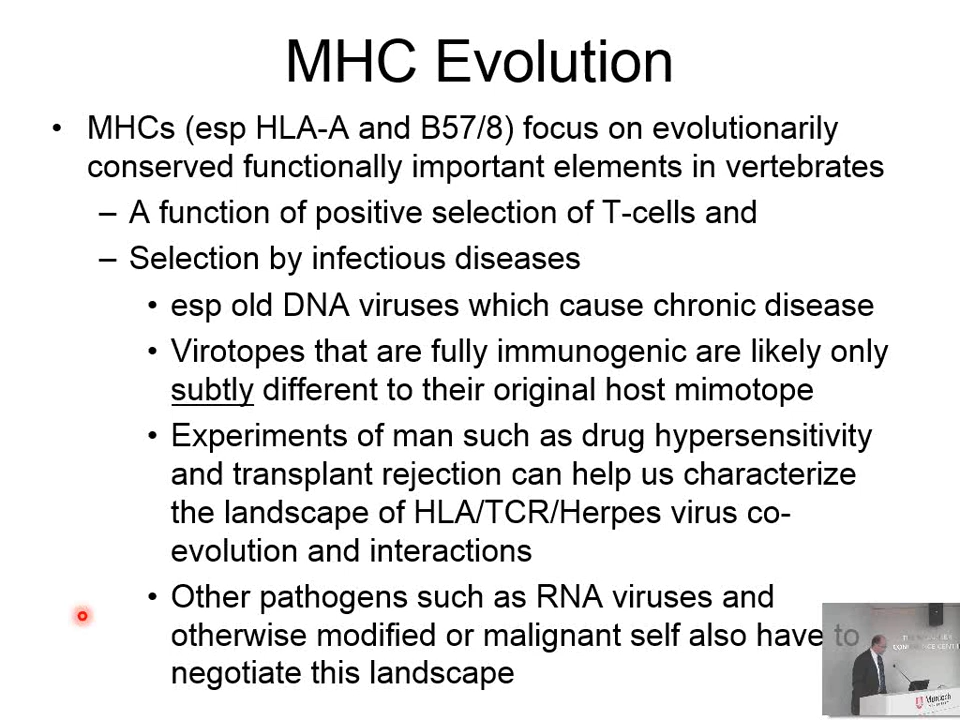 MHC Evolution
• MHCs (esp HLA-A and B57/8) focus on evolutionarily
conserved functionally important elements in vertebrates
– A function of positive selection of T-cells and
– Selection by infectious diseases
• esp old DNA viruses which cause chronic disease
• Virotopes that are fully immunogenic are likely only
subtly different to their original host mimotope
• Experiments of man such as drug hypersensitivity
and transplant rejection can help us characterize
the landscape of HLA/TCR/Herpes virus co-
evolution and interactions
• Other pathogens such as RNA viruses and
otherwise modified or malignant self also have to
negotiate this landscape
Murdoch